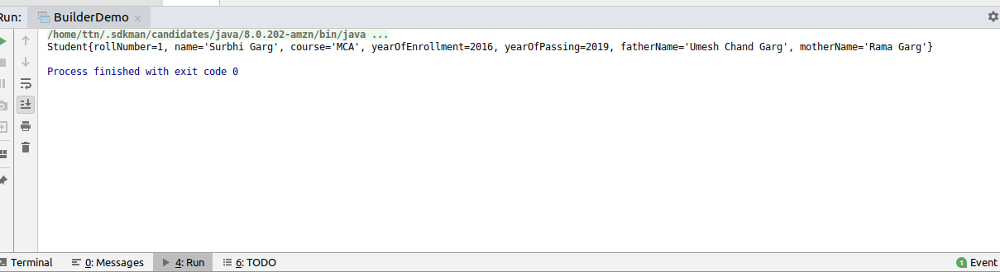 Run: BuilderDemo ×
/home/ttn/.sdkman/candidates/java/8.0.202-amzn/bin/java ...
Student{rollNumber=1, name='Surbhi Garg', course='MCA', yearOfEnrollment=2016, yearOfPassing=2019, fatherName='Umesh Chand Garg', motherName='Rama Garg'}
Process finished with exit code 0
Terminal 0: Messages 4: Run 6: TODO 1 Event